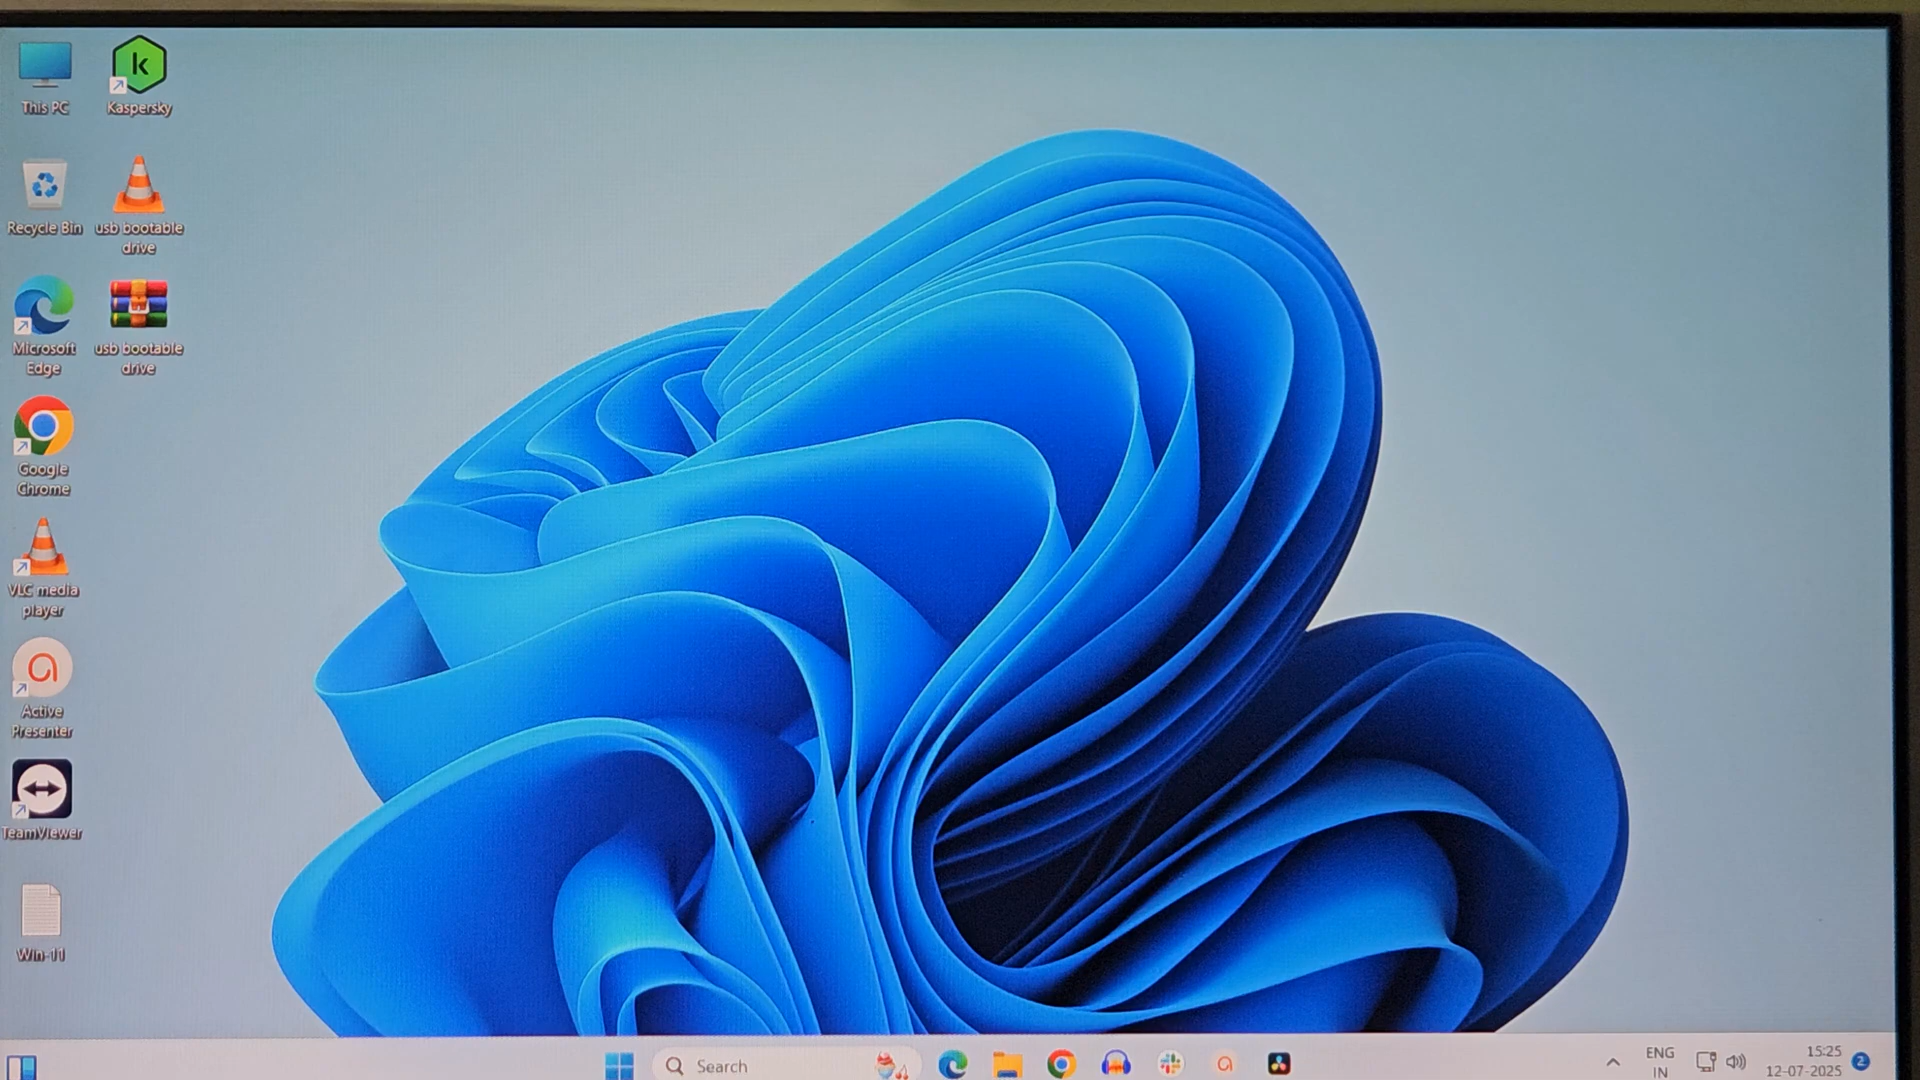 This PC
Kaspersky
Recycle Bin
usb bootable
drive
Microsoft
Edge
usb bootable
drive
Google
Chrome
VLC media
player
Active
Presenter
TeamViewer
Win-11
Search
ENG
IN
15:25
12-07-2025
2